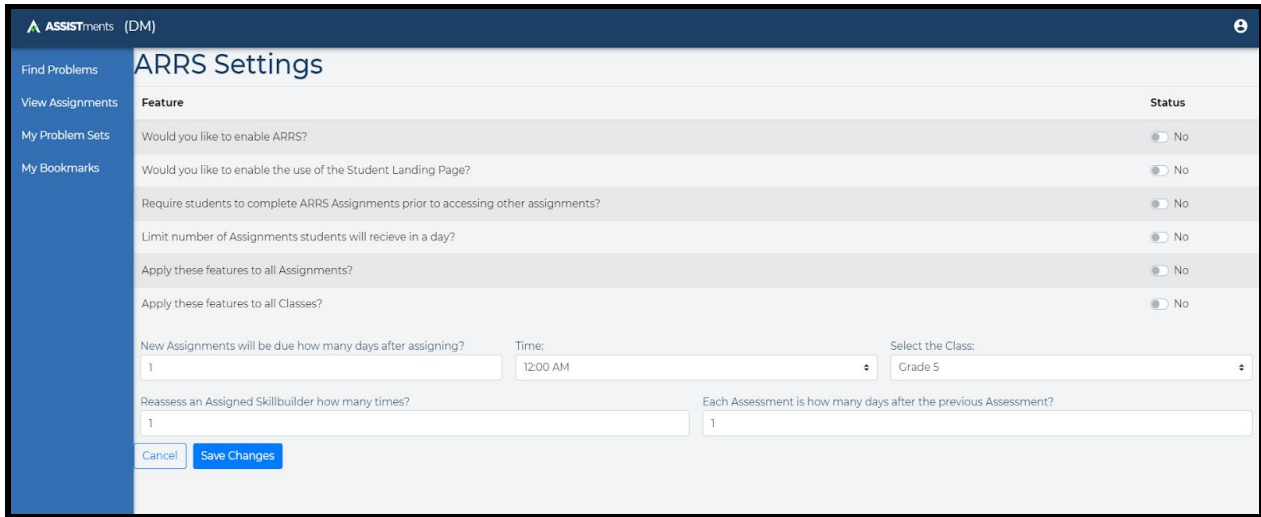 ASSISTments (DM)
ARRS Settings
Find Problems
View Assignments
My Problem Sets
My Bookmarks
Feature Status
Would you like to enable ARRS? No
Would you like to enable the use of the Student Landing Page? No
Require students to complete ARRS Assignments prior to accessing other assignments? No
Limit number of Assignments students will recieve in a day? No
Apply these features to all Assignments? No
Apply these features to all Classes? No
New Assignments will be due how many days after assigning? Time: Select the Class:
1 12:00 AM Grade 5
Reassess an Assigned Skillbuilder how many times? Each Assessment is how many days after the previous Assessment?
1 1
Cancel Save Changes